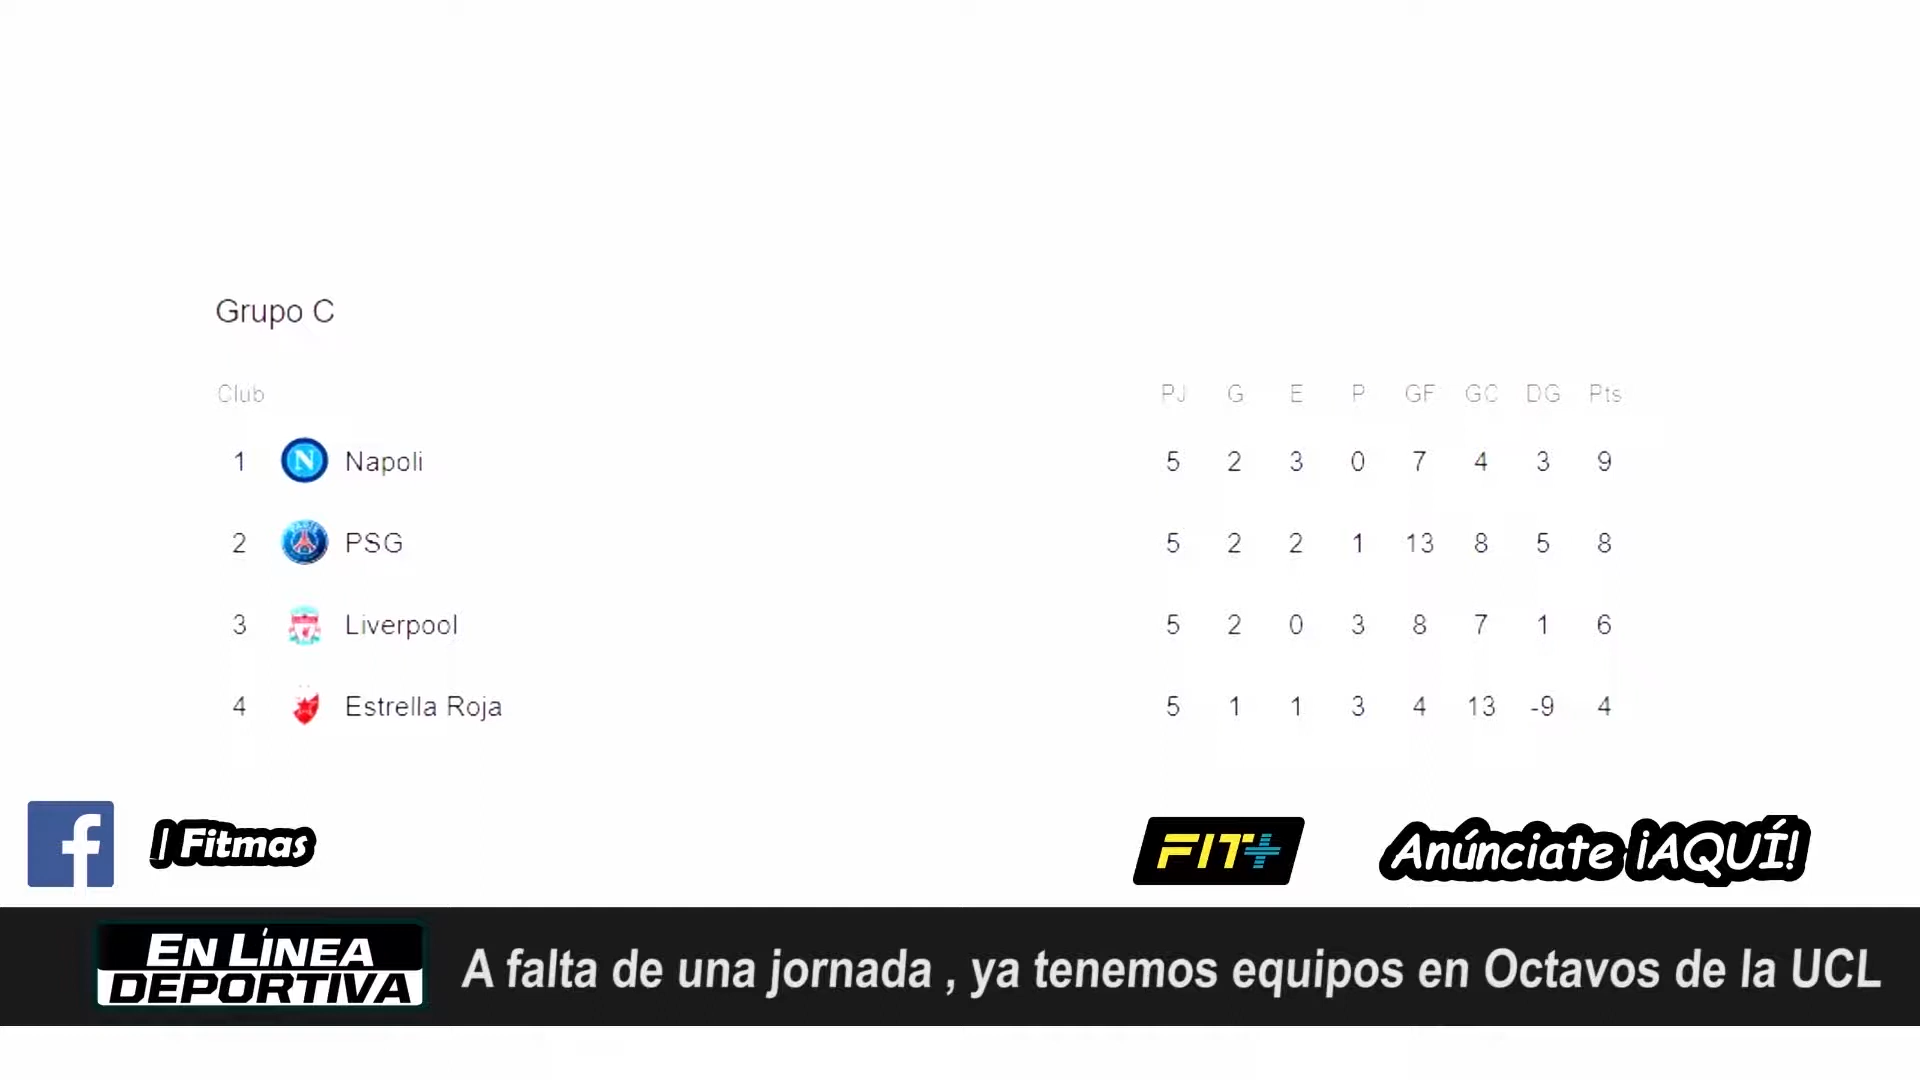 Grupo C
Club PJ G E P GF GC DG Pts
1 N Napoli 5 2 3 0 7 4 3 9
2 PSG 5 2 2 1 13 8 5 8
3 Liverpool 5 2 0 3 8 7 1 6
4 Estrella Roja 5 1 1 3 4 13 -9 4
f | Fitmas FIT+ Anúnciate ¡AQUÍ!
EN LÍNEA
DEPORTIVA
A falta de una jornada , ya tenemos equipos en Octavos de la UCL